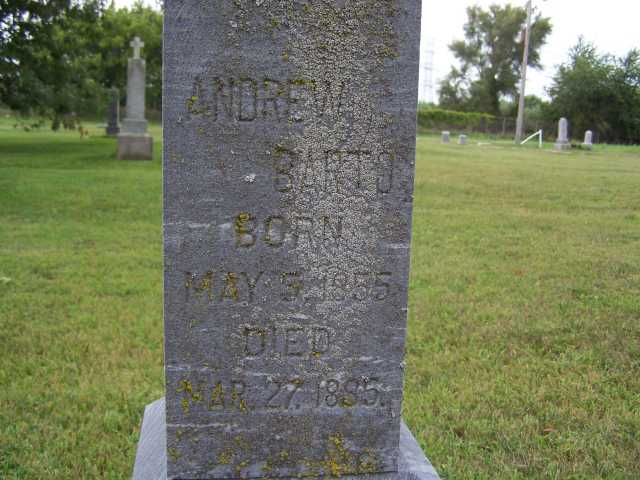 ANDREW
BARTO
BORN
MAY 5, 1855
DIED
MAR. 27, 1895.